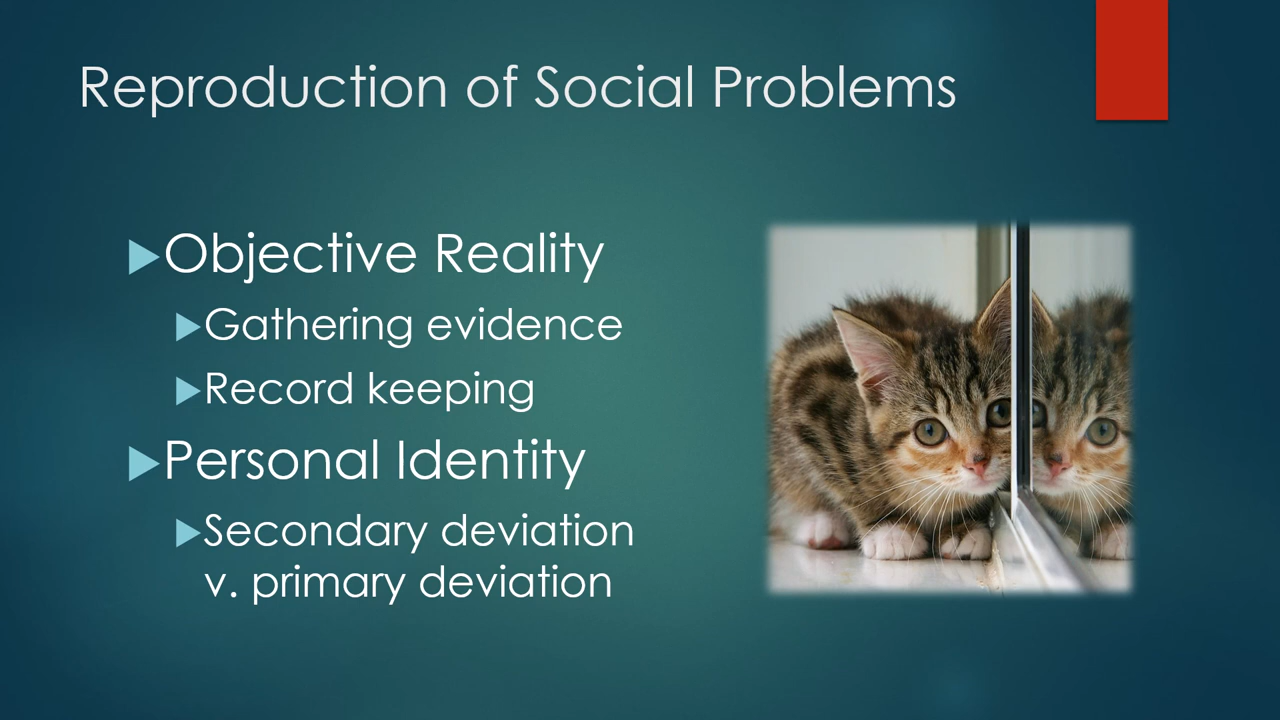 Reproduction of Social Problems
Objective Reality
Gathering evidence
Record keeping
Personal Identity
Secondary deviation
v. primary deviation